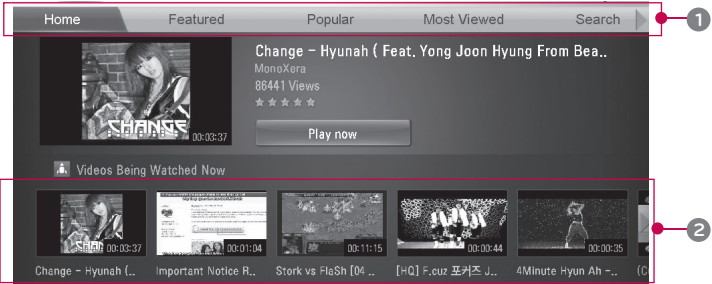 Home Featured Popular Most Viewed Search
1
Change - Hyunah ( Feat. Yong Joon Hyung From Bea..
MonoXera
86441 Views
CHANGE
00:03:37
Play now
Videos Being Watched Now
00:03:37 00:01:04 00:11:15 00:00:44 00:00:35
2
Change - Hyunah (.. Important Notice R.. Stork vs FlaSh [04 .. [HQ] F.cuz 포커즈 J.. 4Minute Hyun Ah -.. (C